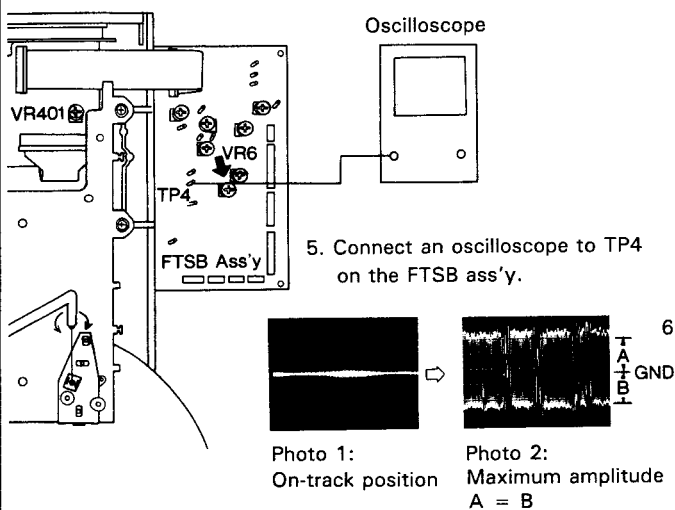 Oscilloscope
VR401
VR6
TP4
FTSB Ass'y
5. Connect an oscilloscope to TP4
on the FTSB ass'y.
6
A
GND
B
Photo 1:
On-track position
Photo 2:
Maximum amplitude
A = B